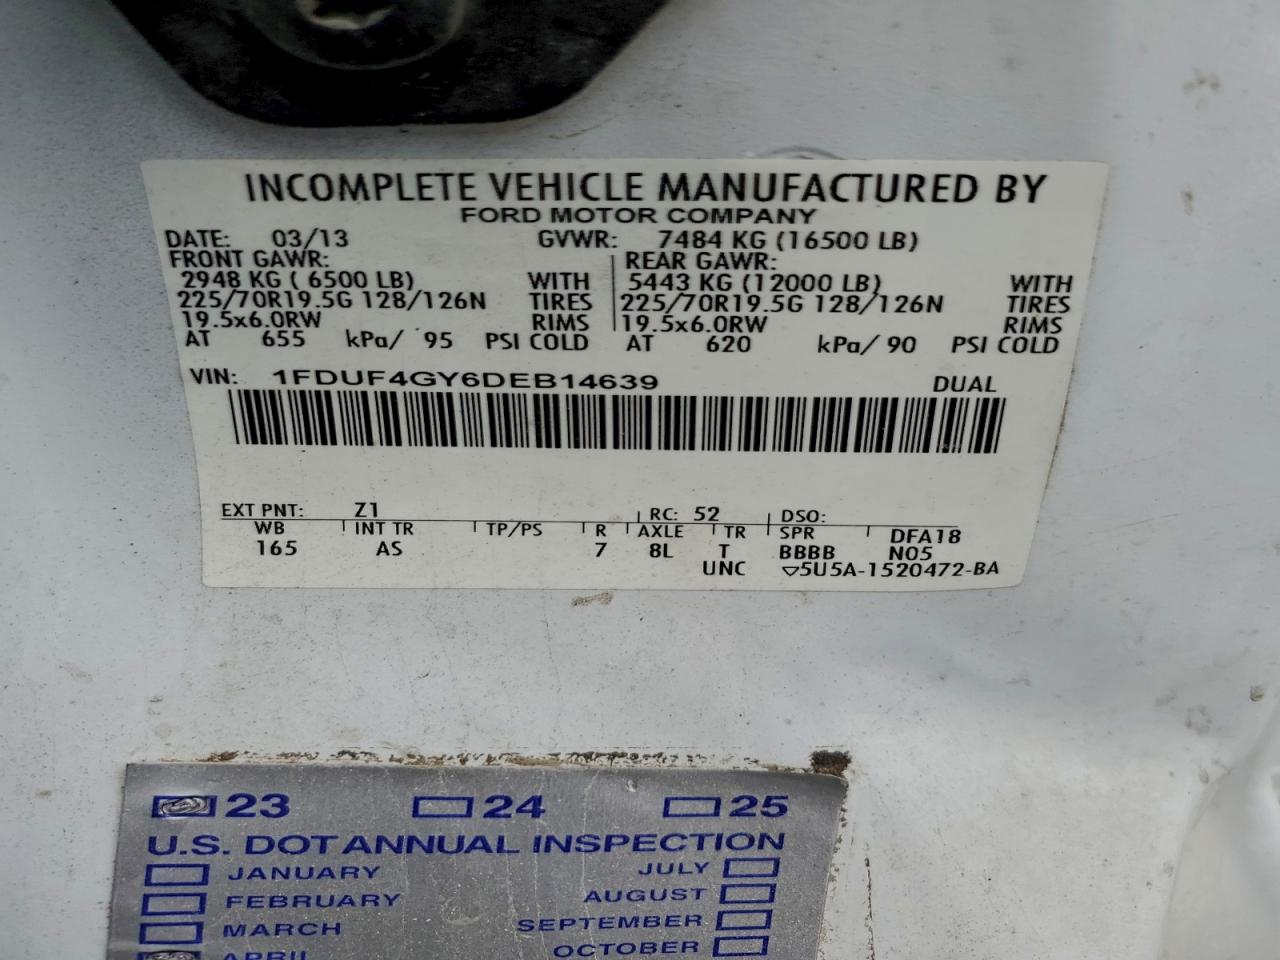 INCOMPLETE VEHICLE MANUFACTURED BY
FORD MOTOR COMPANY
DATE: 03/13 GVWR: 7484 KG (16500 LB)
FRONT GAWR: REAR GAWR:
2948 KG ( 6500 LB) WITH 5443 KG (12000 LB) WITH
225/70R19.5G 128/126N TIRES 225/70R19.5G 128/126N TIRES
19.5x6.0RW RIMS 19.5x6.0RW RIMS
AT 655 kPa/ 95 PSI COLD AT 620 kPa/ 90 PSI COLD
VIN: 1FDUF4GY6DEB14639 DUAL
EXT PNT: Z1 RC: 52 DSO:
WB INT TR TP/PS R AXLE TR SPR DFA18
165 AS 7 8L T BBBB N05
UNC ▽5U5A-1520472-BA
23 24 25
U.S. DOT ANNUAL INSPECTION
JANUARY JULY
FEBRUARY AUGUST
MARCH SEPTEMBER
APRIL OCTOBER